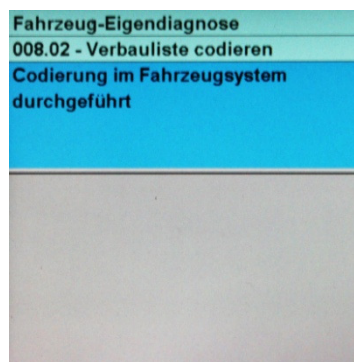 Fahrzeug-Eigendiagnose
008.02 - Verbauliste codieren
Codierung im Fahrzeugsystem
durchgeführt